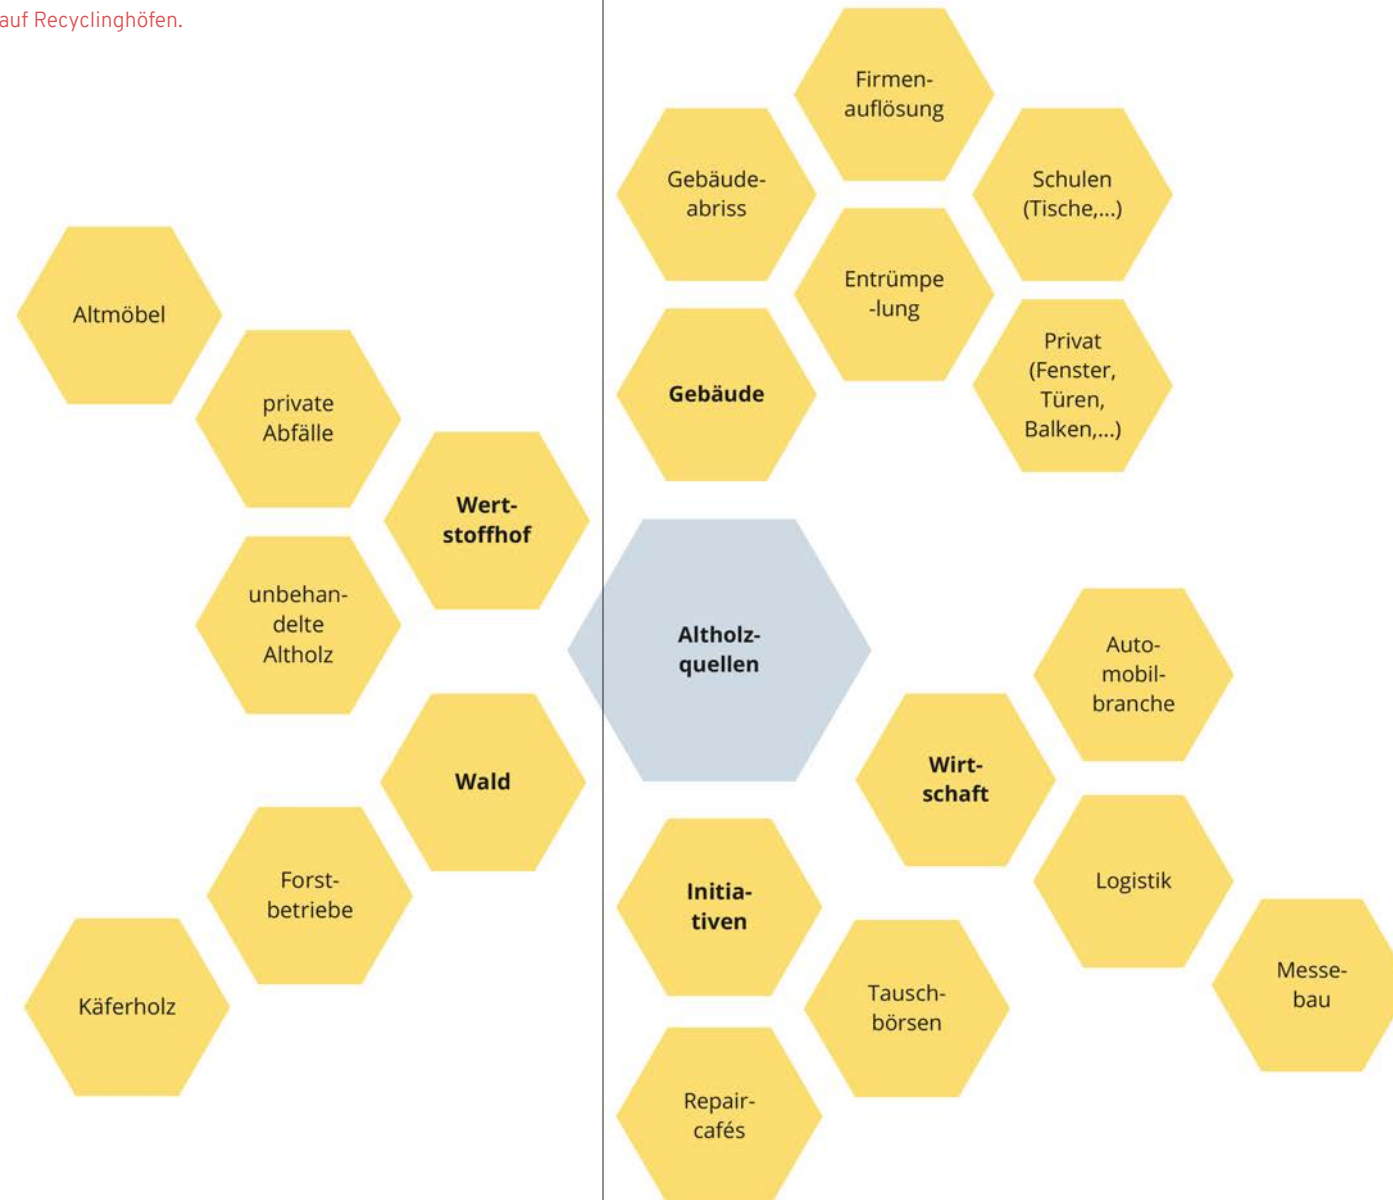 auf Recyclinghöfen.
Firmen-
auflösung
Gebäude-
abriss
Schulen
(Tische,...)
Entrümpe
-lung
Altmöbel
Privat
(Fenster,
Türen,
Balken,...)
Gebäude
private
Abfälle
Wert-
stoffhof
unbehan-
delte
Altholz
Altholz-
quellen
Auto-
mobil-
branche
Wald
Wirt-
schaft
Forst-
betriebe
Initia-
tiven
Logistik
Käferholz
Tausch-
börsen
Messe-
bau
Repair-
cafés